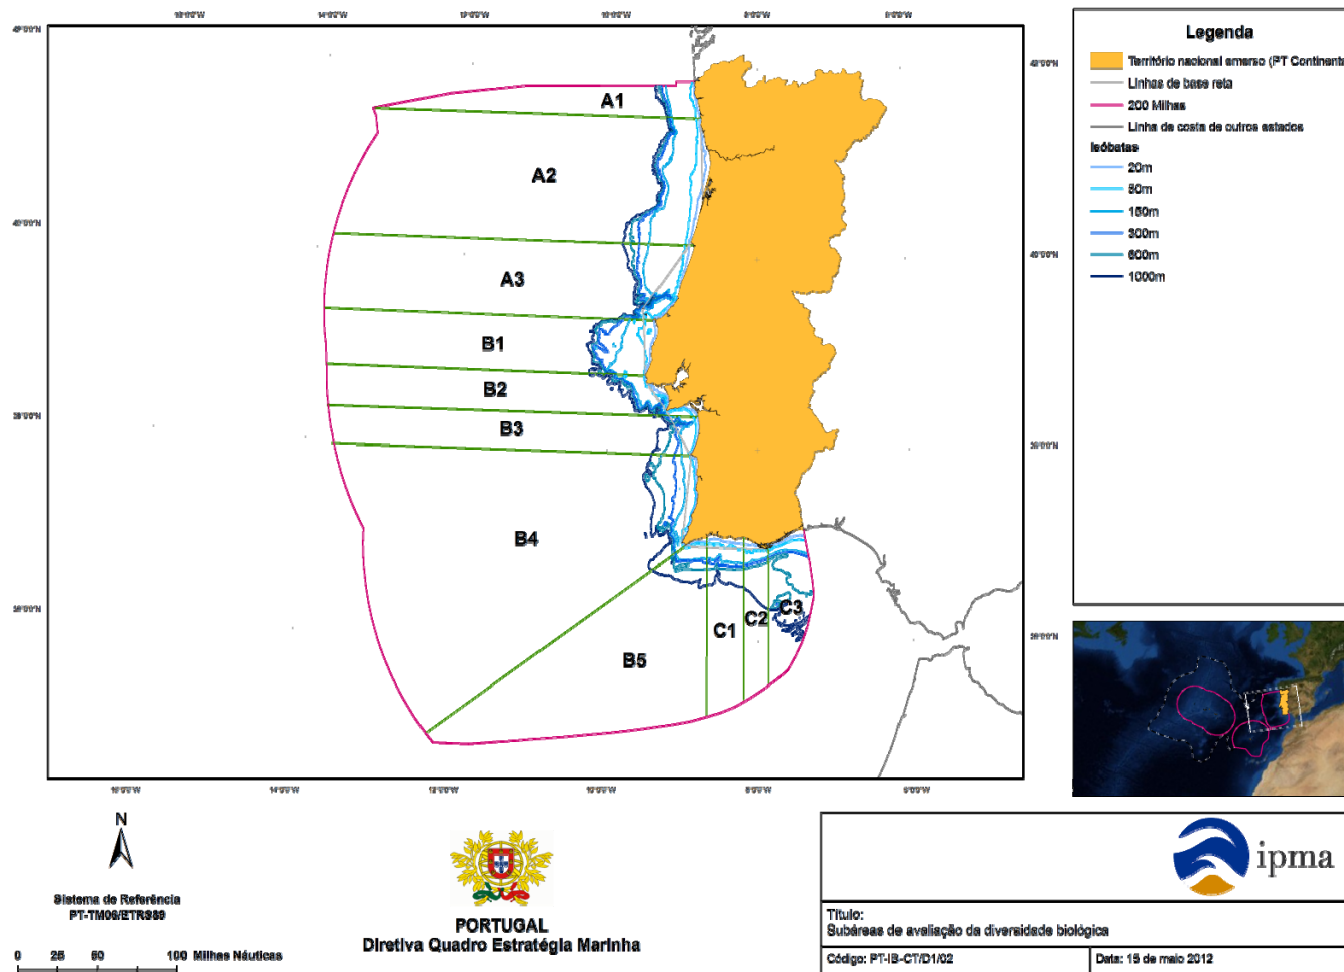 Legenda
Território nacional emerso (PT Continenta
Linhas de base reta
200 Milhas
Linha de costa de outros estados
Isóbatas
20m
50m
150m
300m
600m
1000m
A1
A2
A3
B1
B2
B3
B4
B5
C1
C2
C3
N
Sistema de Referência
PT-TM06/ETRS89
0 25 50 100 Milhas Náuticas
PORTUGAL
Diretiva Quadro Estratégia Marinha
ipma
Título:
Subáreas de avaliação da diversidade biológica
Código: PT-IB-CT/D1/02
Data: 15 de maio 2012